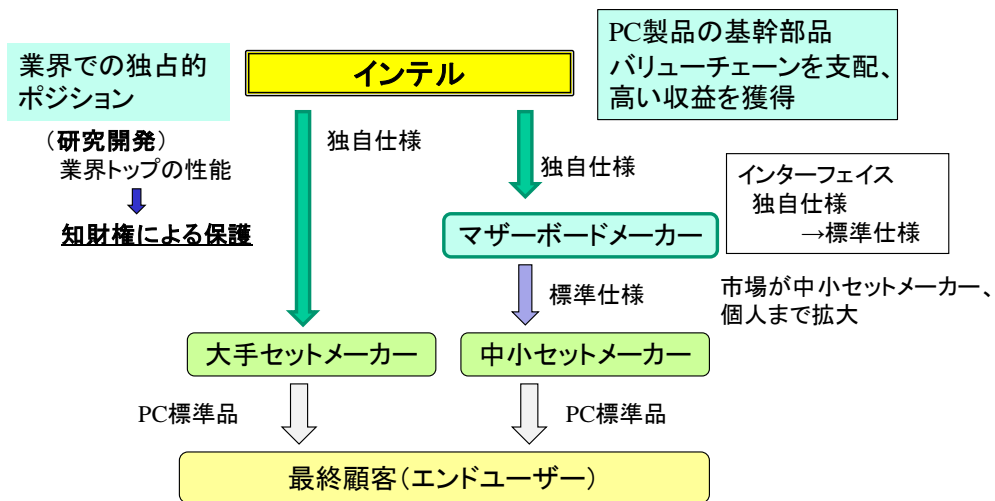 業界での独占的
ポジション
インテル
PC製品の基幹部品
バリューチェーンを支配、
高い収益を獲得
（研究開発）
業界トップの性能
知財権による保護
独自仕様
独自仕様
インターフェイス
独自仕様
→標準仕様
マザーボードメーカー
標準仕様
市場が中小セットメーカー、
個人まで拡大
大手セットメーカー
中小セットメーカー
PC標準品
PC標準品
最終顧客（エンドユーザー）